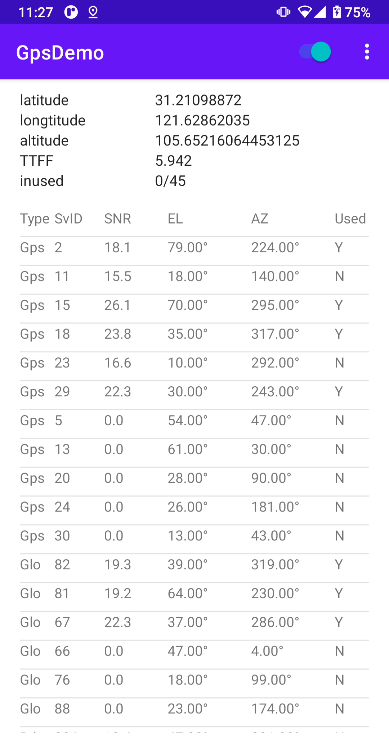 11:27 75%
GpsDemo
latitude 31.21098872
longtitude 121.62862035
altitude 105.65216064453125
TTFF 5.942
inused 0/45
Type SvID SNR EL AZ Used
Gps 2 18.1 79.00° 224.00° Y
Gps 11 15.5 18.00° 140.00° N
Gps 15 26.1 70.00° 295.00° Y
Gps 18 23.8 35.00° 317.00° Y
Gps 23 16.6 10.00° 292.00° N
Gps 29 22.3 30.00° 243.00° Y
Gps 5 0.0 54.00° 47.00° N
Gps 13 0.0 61.00° 30.00° N
Gps 20 0.0 28.00° 90.00° N
Gps 24 0.0 26.00° 181.00° N
Gps 30 0.0 13.00° 43.00° N
Glo 82 19.3 39.00° 319.00° Y
Glo 81 19.2 64.00° 230.00° Y
Glo 67 22.3 37.00° 286.00° Y
Glo 66 0.0 47.00° 4.00° N
Glo 76 0.0 18.00° 99.00° N
Glo 88 0.0 23.00° 174.00° N